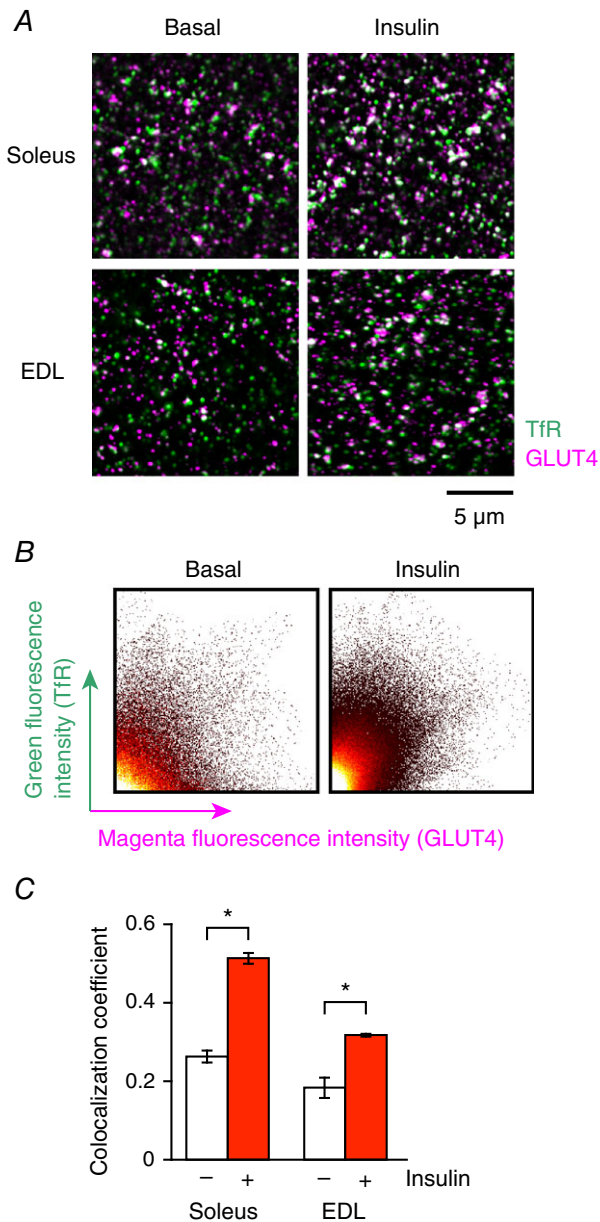 A
Basal
Insulin
Soleus
EDL
TfR
GLUT4
5 µm
B
Basal
Insulin
Green fluorescence
intensity (TfR)
Magenta fluorescence intensity (GLUT4)
C
Colocalization coefficient
0.6
0.4
0.2
0
*
*
– + – + Insulin
Soleus EDL